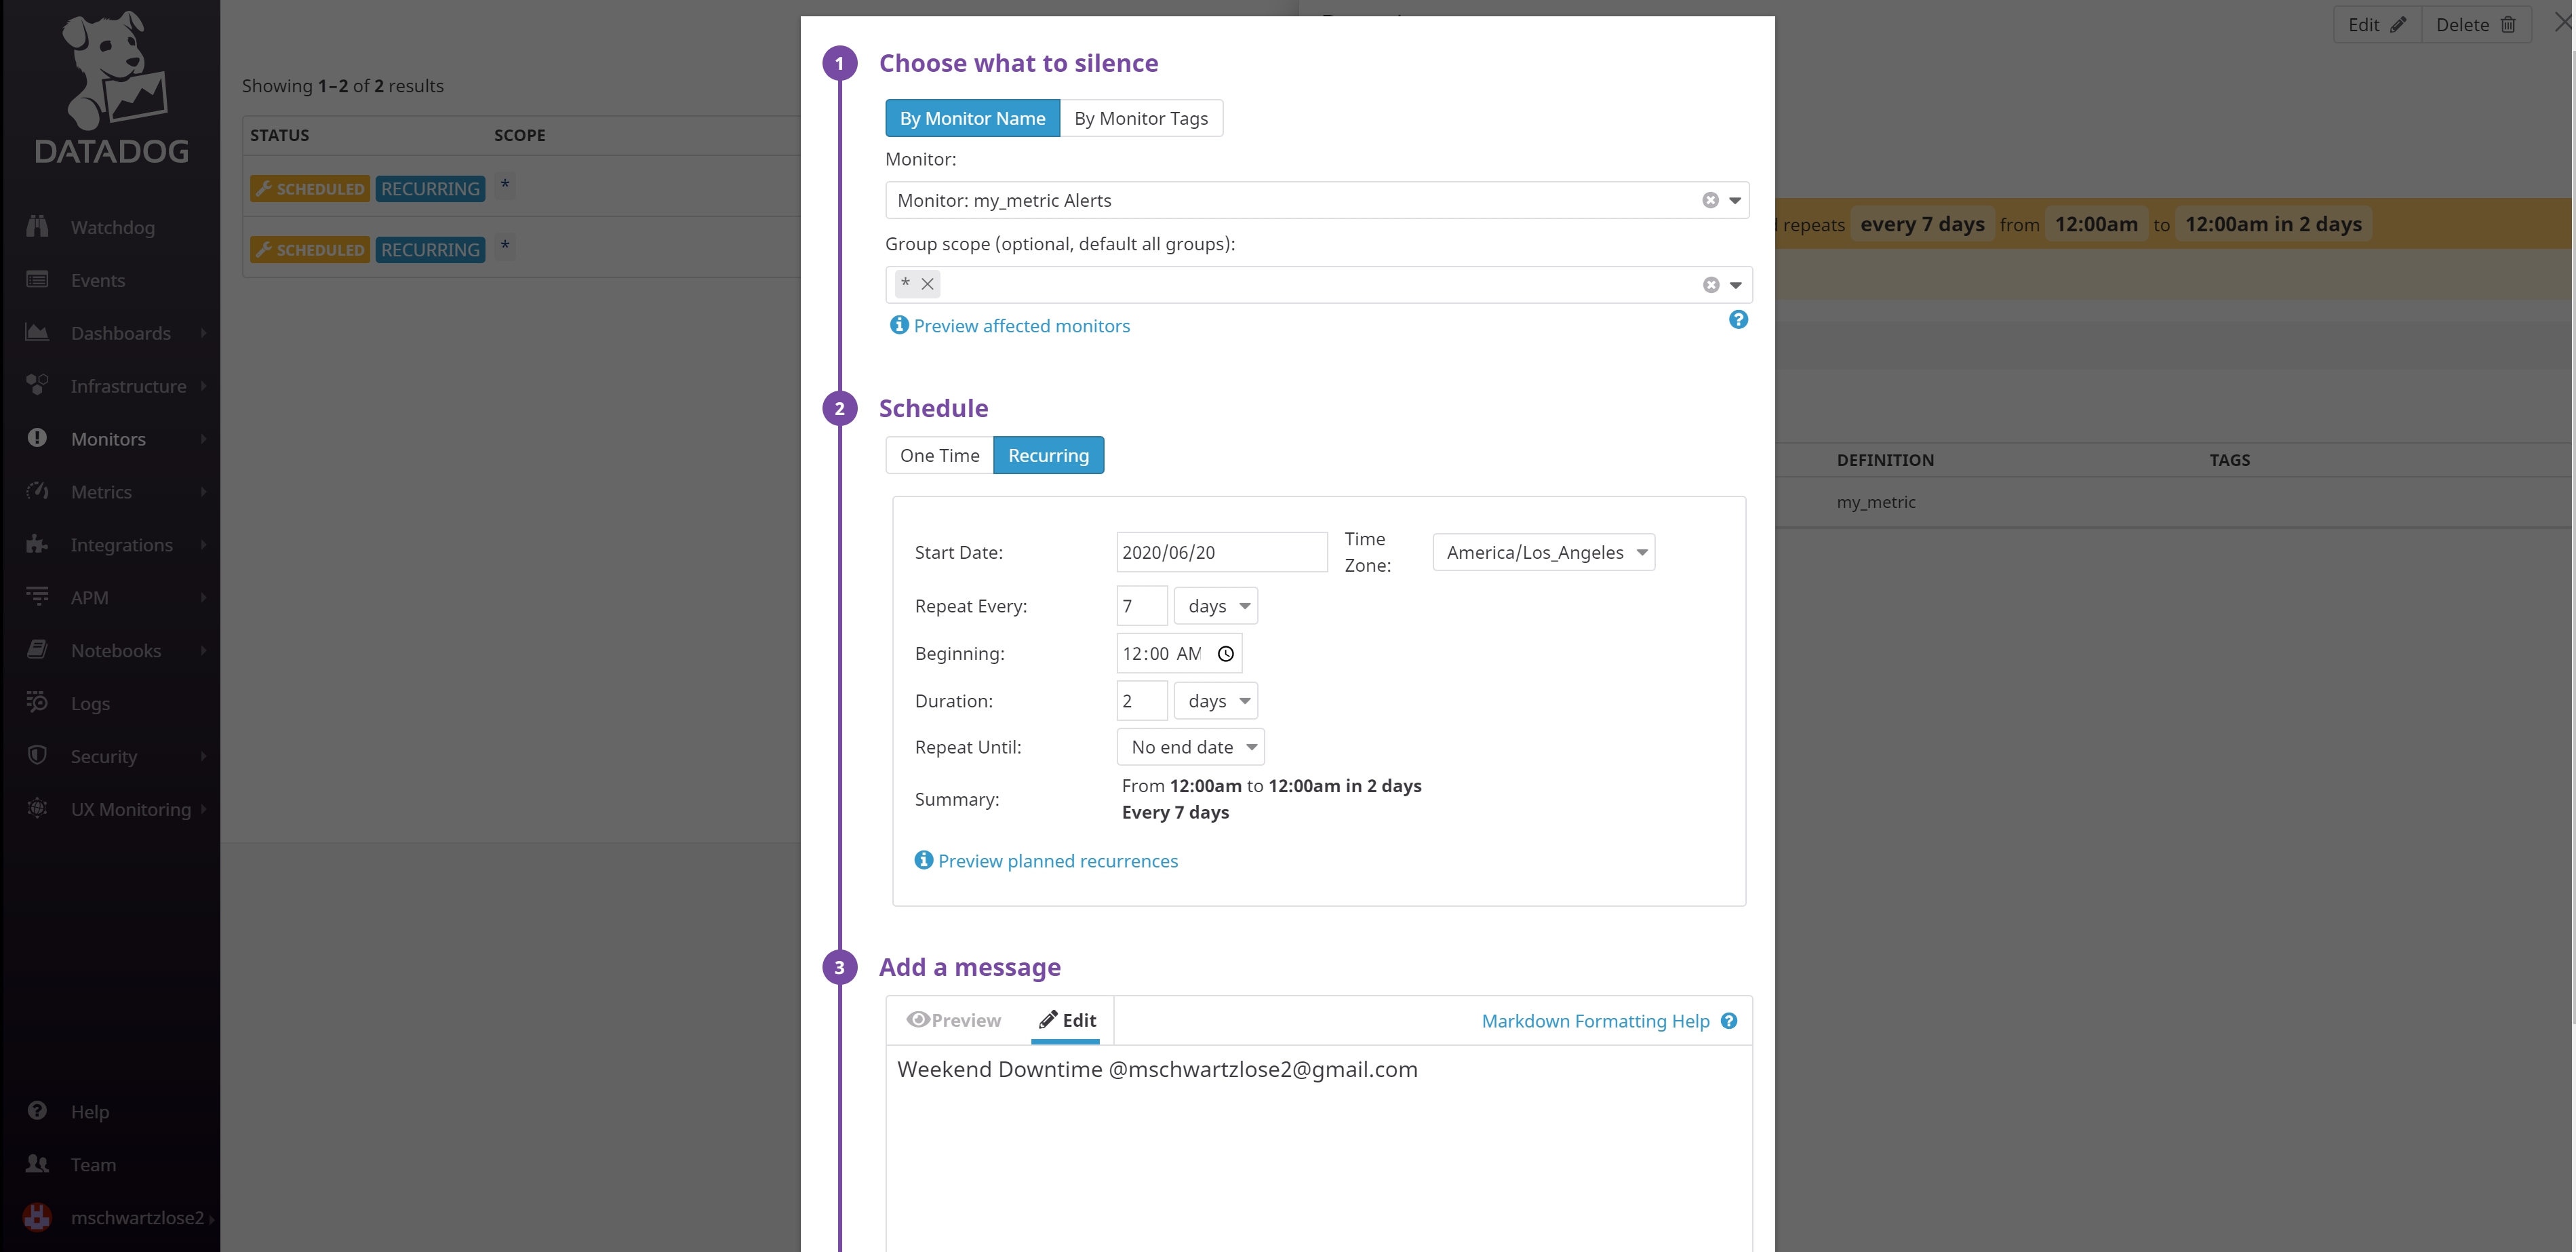 DATADOG
Watchdog
Events
Dashboards
Infrastructure
Monitors
Metrics
Integrations
APM
Notebooks
Logs
Security
UX Monitoring
Help
Team
mschwartzlose2
Showing 1–2 of 2 results
STATUS SCOPE
SCHEDULED RECURRING *
SCHEDULED RECURRING *
1 Choose what to silence
By Monitor Name By Monitor Tags
Monitor:
Monitor: my_metric Alerts
Group scope (optional, default all groups):
*
Preview affected monitors
2 Schedule
One Time Recurring
Start Date: 2020/06/20 Time Zone: America/Los_Angeles
Repeat Every: 7 days
Beginning: 12:00 AM
Duration: 2 days
Repeat Until: No end date
Summary: From 12:00am to 12:00am in 2 days
Every 7 days
Preview planned recurrences
3 Add a message
Preview Edit Markdown Formatting Help
Weekend Downtime @mschwartzlose2@gmail.com
Edit Delete
repeats every 7 days from 12:00am to 12:00am in 2 days
DEFINITION TAGS
my_metric